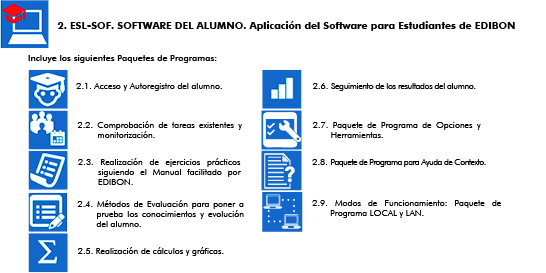 2. ESL-SOF. SOFTWARE DEL ALUMNO. Aplicación del Software para Estudiantes de EDIBON
Incluye los siguientes Paquetes de Programas:
2.1. Acceso y Autoregistro del alumno.
2.2. Comprobación de tareas existentes y
monitorización.
2.3. Realización de ejercicios prácticos
siguiendo el Manual facilitado por
EDIBON.
2.4. Métodos de Evaluación para poner a
prueba los conocimientos y evolución
del alumno.
Σ
2.5. Realización de cálculos y gráficas.
2.6. Seguimiento de los resultados del alumno.
2.7. Paquete de Programa de Opciones y
Herramientas.
?
2.8. Paquete de Programa para Ayuda de Contexto.
2.9. Modos de Funcionamiento: Paquete de
Programa LOCAL y LAN.